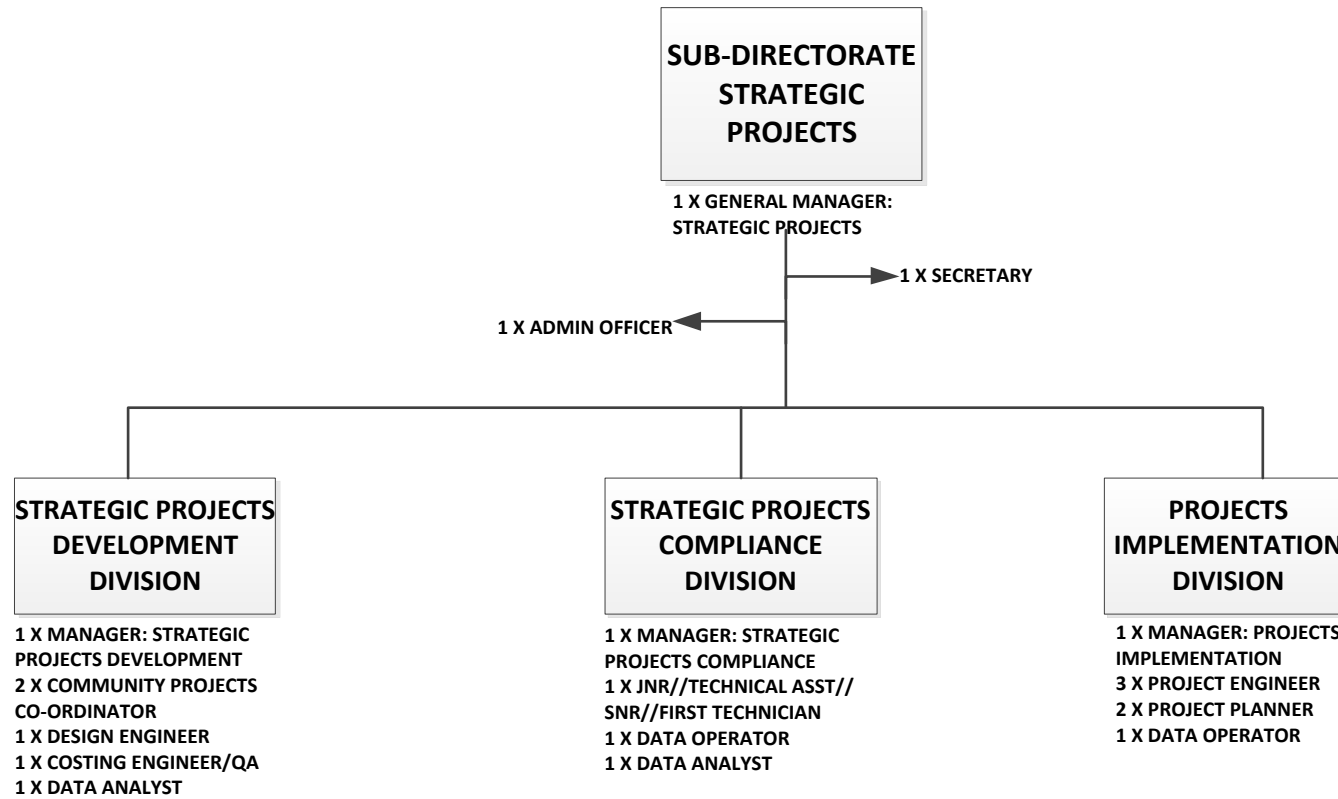 SUB-DIRECTORATE
STRATEGIC
PROJECTS
1 X GENERAL MANAGER:
STRATEGIC PROJECTS
1 X SECRETARY
1 X ADMIN OFFICER
STRATEGIC PROJECTS
DEVELOPMENT
DIVISION
1 X MANAGER: STRATEGIC
PROJECTS DEVELOPMENT
2 X COMMUNITY PROJECTS
CO-ORDINATOR
1 X DESIGN ENGINEER
1 X COSTING ENGINEER/QA
1 X DATA ANALYST
STRATEGIC PROJECTS
COMPLIANCE
DIVISION
1 X MANAGER: STRATEGIC
PROJECTS COMPLIANCE
1 X JNR//TECHNICAL ASST//
SNR//FIRST TECHNICIAN
1 X DATA OPERATOR
1 X DATA ANALYST
PROJECTS
IMPLEMENTATION
DIVISION
1 X MANAGER: PROJECTS
IMPLEMENTATION
3 X PROJECT ENGINEER
2 X PROJECT PLANNER
1 X DATA OPERATOR